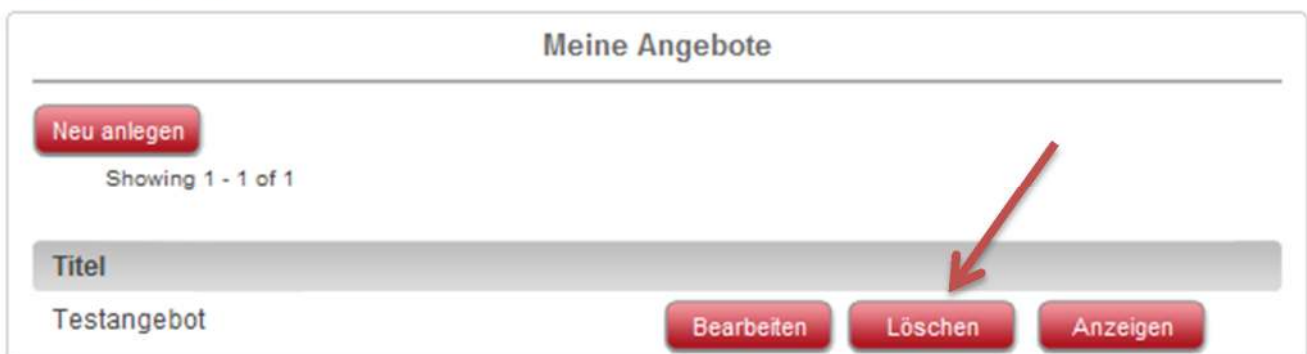 Meine Angebote
Neu anlegen
Showing 1 - 1 of 1
Titel
Testangebot Bearbeiten Löschen Anzeigen